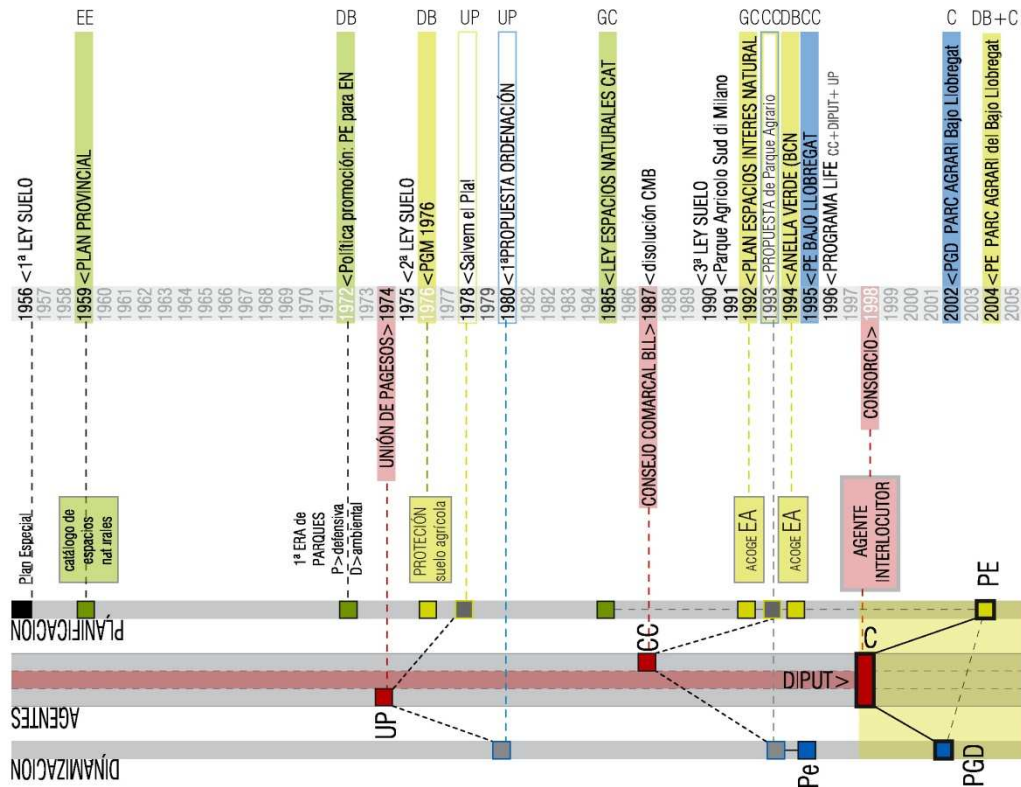 EE
DB
DB
UP
UP
GC
GC
CC
DB
CC
C
DB+C
1956 <1ª LEY SUELO
1957
1958
1959 <PLAN PROVINCIAL
1960
1961
1962
1963
1964
1965
1966
1967
1968
1969
1970
1971
1972 <Política promoción: PE para EN
1973
UNIÓN DE PAGESOS> 1974
1975 <2ª LEY SUELO
1976 <PGM 1976
1978 <Salvem el Pla!
1979
1980 <1ªPROPUESTA ORDENACIÓN
1981
1982
1983
1984
1985 <LEY ESPACIOS NATURALES CAT
1986
CONSEJO COMARCAL BLL> 1987 <disolución CMB
1988
1989
1990 <3ª LEY SUELO
1991 <Parque Agricolo Sud di Milano
1992 <PLAN ESPACIOS INTERES NATURAL
1993 <PROPUESTA de Parque Agrario
1994 <ANELLA VERDE (BCN
1995 <PE BAJO LLOBREGAT
1996 <PROGRAMA LIFE CC+DIPUT+ UP
1997
CONSORCIO> 1998
1999
2000
2001
2002 <PGD PARC AGRARI Bajo Llobregat
2003
2004 <PE PARC AGRARI del Bajo Llobregat
2005
Plan Especial
catálogo de
espacios
naturales
1ª ERA de
PARQUES
P>defensiva
D>ambiental
PROTECIÓN
suelo agrícola
ACOGE EA
ACOGE EA
AGENTE
INTERLOCUTOR
PLANIFICACIÓN
PE
AGENTES
UP
CC
DIPUT>
C
DINAMIZACIÓN
Pe
PGD